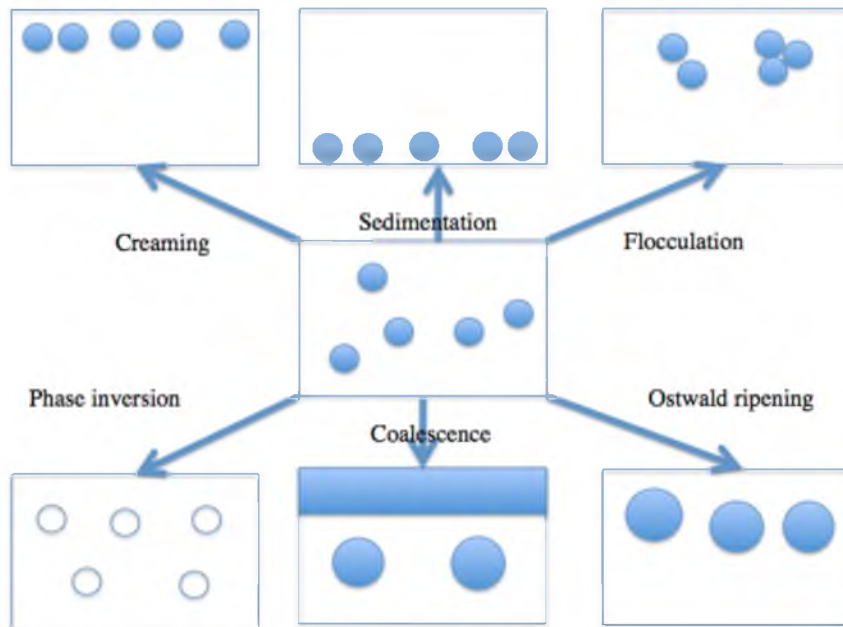 Sedimentation
Creaming
Flocculation
Phase inversion
Ostwald ripening
Coalescence